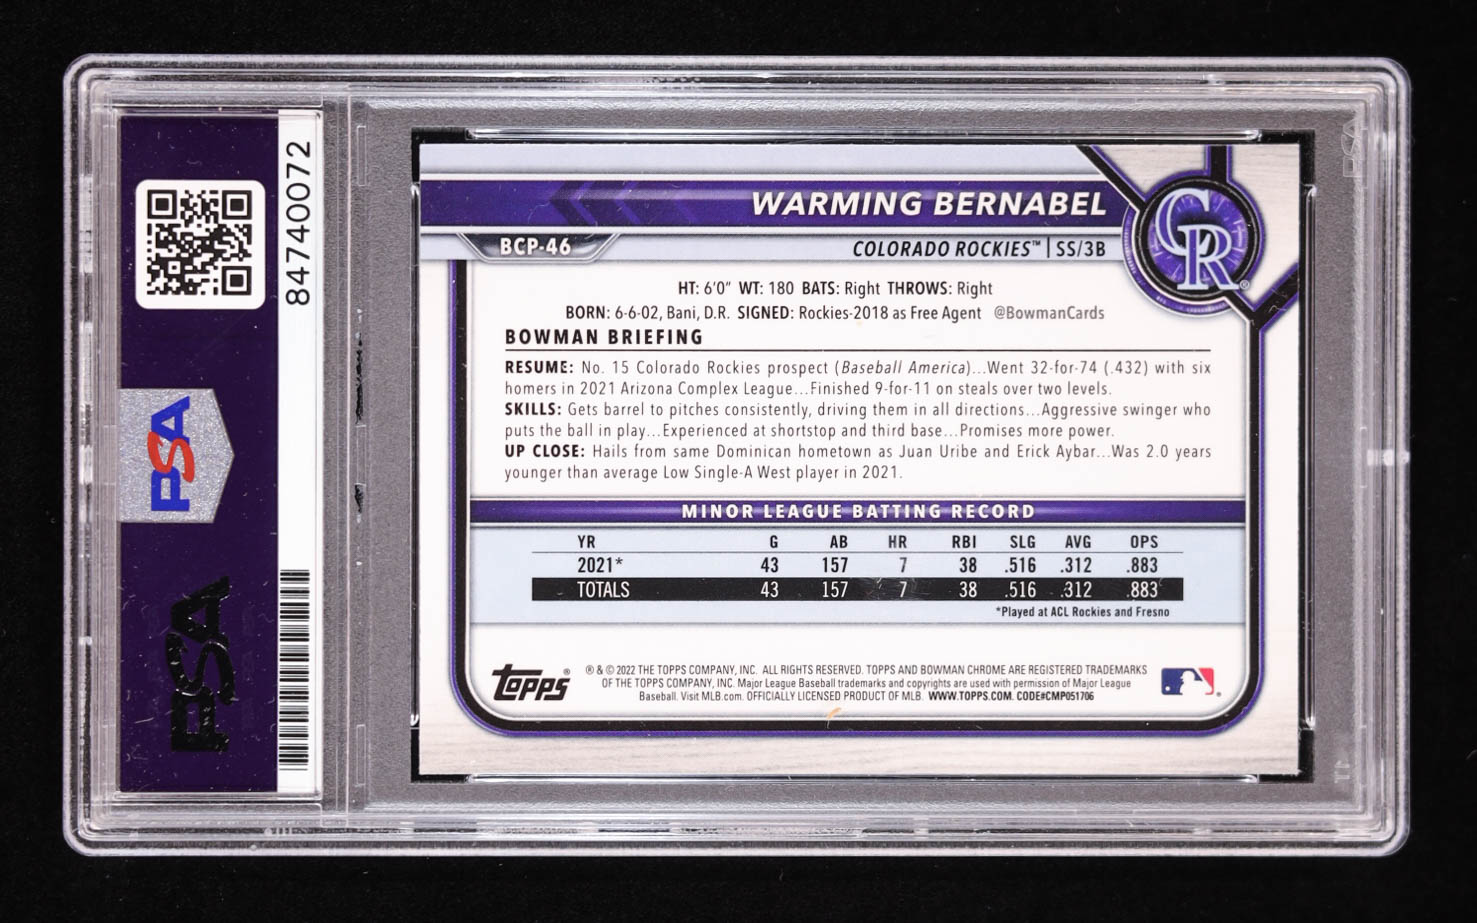 84740072
PSA
PSA
WARMING BERNABEL
BCP-46
COLORADO ROCKIES™ | SS/3B
CR®
HT: 6'0" WT: 180 BATS: Right THROWS: Right
BORN: 6-6-02, Bani, D.R. SIGNED: Rockies-2018 as Free Agent @BowmanCards
BOWMAN BRIEFING
RESUME: No. 15 Colorado Rockies prospect (Baseball America)...Went 32-for-74 (.432) with six
homers in 2021 Arizona Complex League...Finished 9-for-11 on steals over two levels.
SKILLS: Gets barrel to pitches consistently, driving them in all directions...Aggressive swinger who
puts the ball in play...Experienced at shortstop and third base...Promises more power.
UP CLOSE: Hails from same Dominican hometown as Juan Uribe and Erick Aybar...Was 2.0 years
younger than average Low Single-A West player in 2021.
MINOR LEAGUE BATTING RECORD
YR G AB HR RBI SLG AVG OPS
2021* 43 157 7 38 .516 .312 .883
TOTALS 43 157 7 38 .516 .312 .883
*Played at ACL Rockies and Fresno
Topps®
® & © 2022 THE TOPPS COMPANY, INC. ALL RIGHTS RESERVED. TOPPS AND BOWMAN CHROME ARE REGISTERED TRADEMARKS
OF THE TOPPS COMPANY, INC. Major League Baseball trademarks and copyrights are used with permission of Major League
Baseball. Visit MLB.com. OFFICIALLY LICENSED PRODUCT OF MLB. WWW.TOPPS.COM. CODE#CMP051706